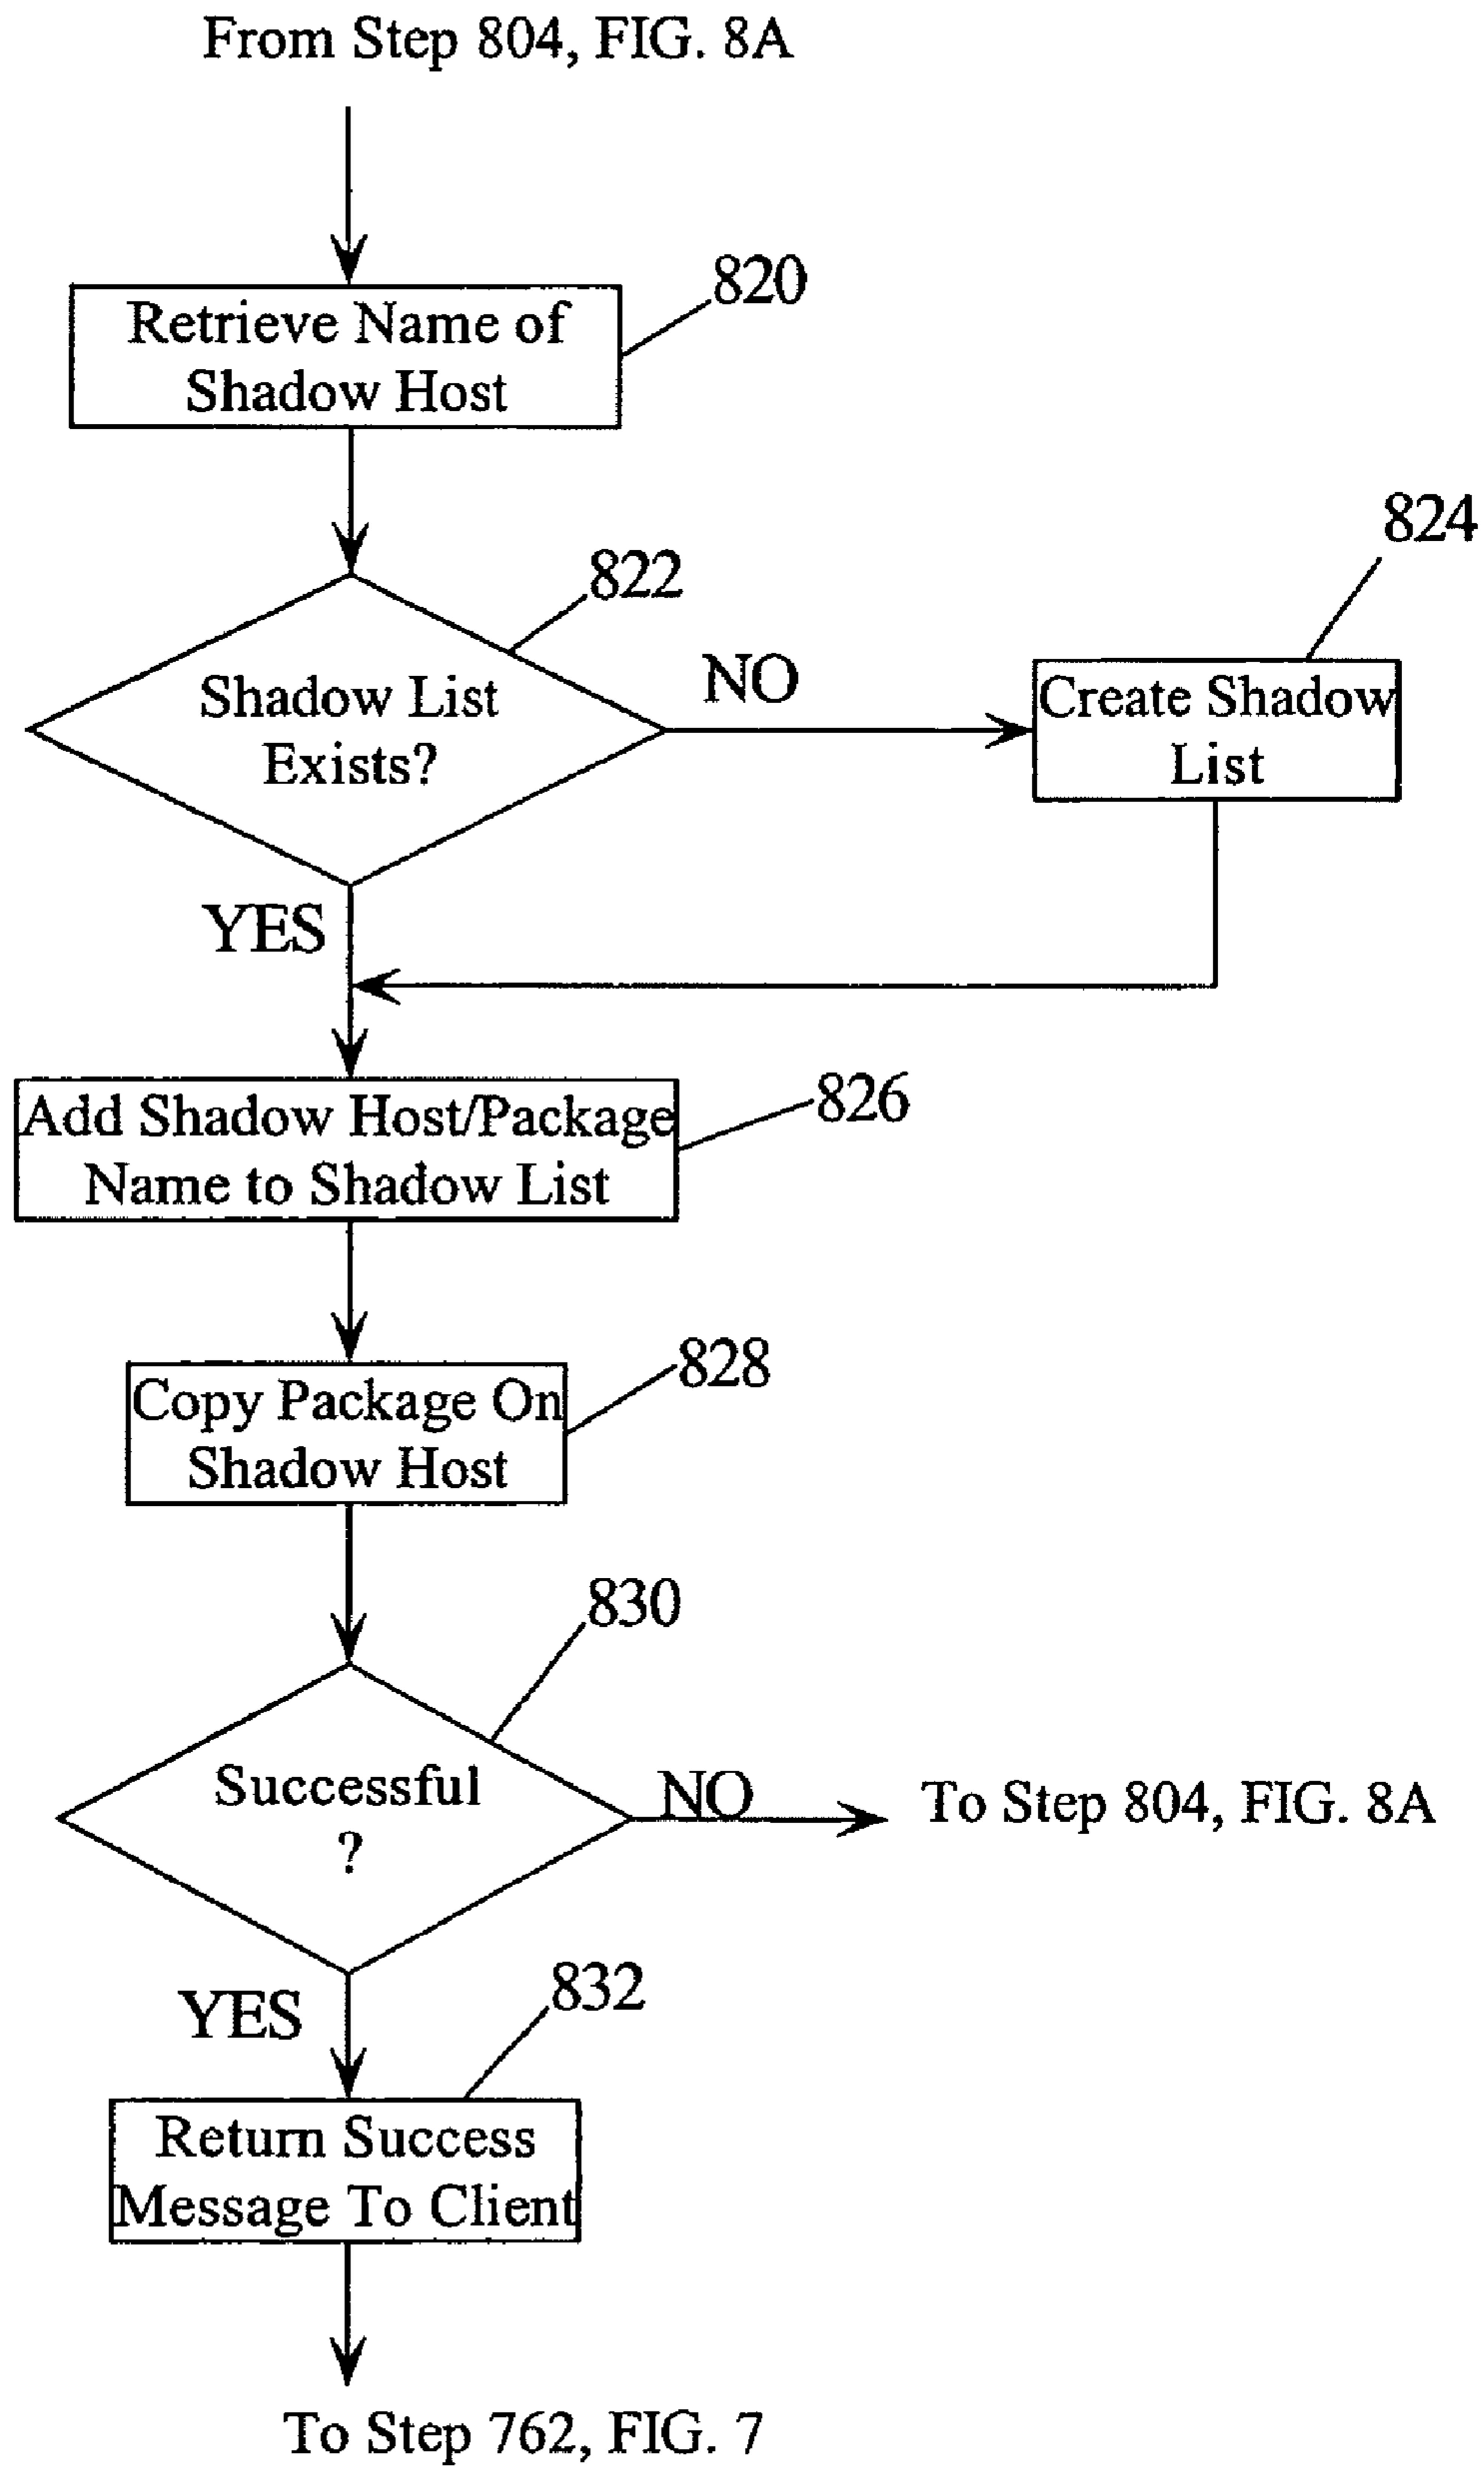 From Step 804, FIG. 8A
820
Retrieve Name of
Shadow Host
822
824
Shadow List
Exists?
NO
Create Shadow
List
YES
826
Add Shadow Host/Package
Name to Shadow List
828
Copy Package On
Shadow Host
830
Successful
?
NO
To Step 804, FIG. 8A
YES
832
Return Success
Message To Client
To Step 762, FIG. 7